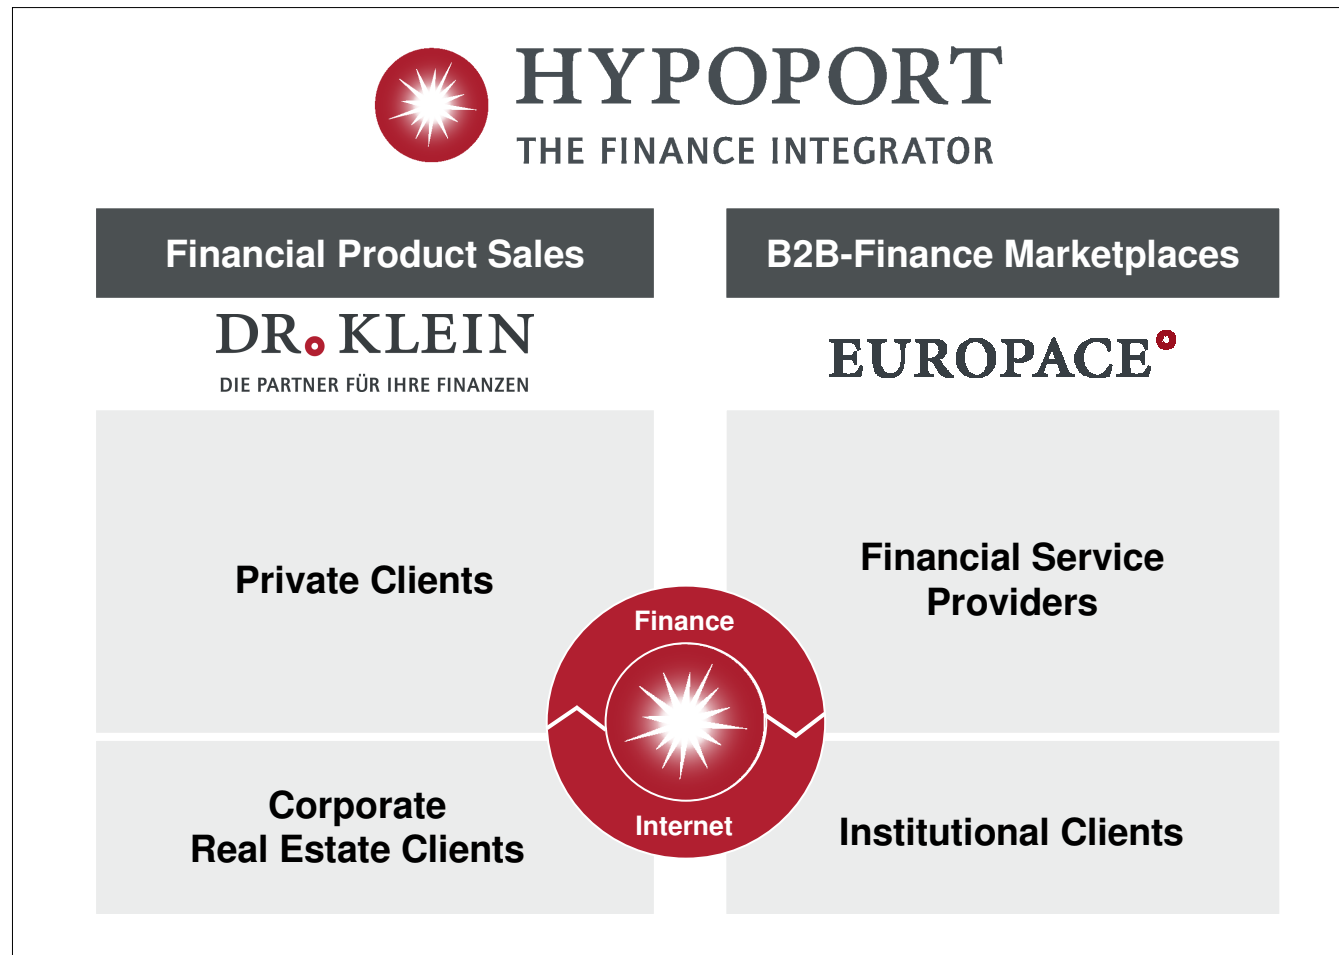 HYPOPORT
THE FINANCE INTEGRATOR
Financial Product Sales
B2B-Finance Marketplaces
DR. KLEIN
DIE PARTNER FÜR IHRE FINANZEN
EUROPACE
Private Clients
Financial Service
Providers
Finance
Internet
Corporate
Real Estate Clients
Institutional Clients